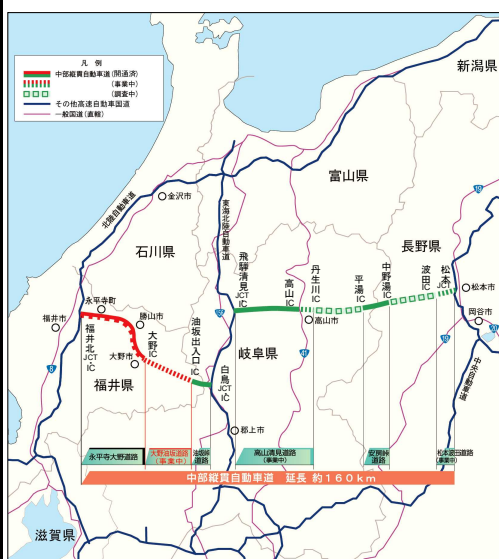 凡 例
中部縦貫自動車道(開通済)
(事業中)
(調査中)
その他高速自動車国道
一般国道(直轄)
新潟県
富山県
長野県
石川県
岐阜県
福井県
滋賀県
北陸自動車道
東海北陸自動車道
中央自動車道
金沢市
永平寺町
福井市
勝山市
大野市
高山市
郡上市
松本市
岡谷市
福井北JCT・IC
大野IC
油坂出入口
白鳥JCT・IC
飛騨清見JCT・IC
高山IC
丹生川IC
平湯IC
中野湯IC
波田IC
松本JCT
8
41
19
19
20
永平寺大野道路
大野油坂道路
(事業中)
油坂峠
道路
高山清見道路
(事業中)
安房峠
道路
松本波田道路
(事業中)
中部縦貫自動車道 延長 約160km